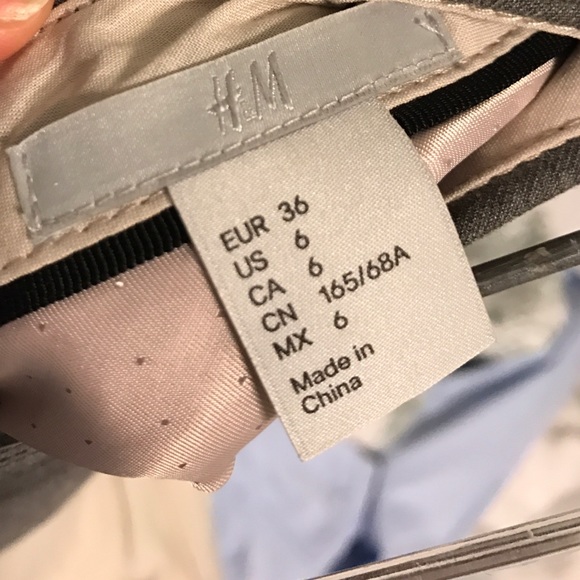 H&M
EUR 36
US 6
CA 6
CN 165/68A
MX 6
Made in
China